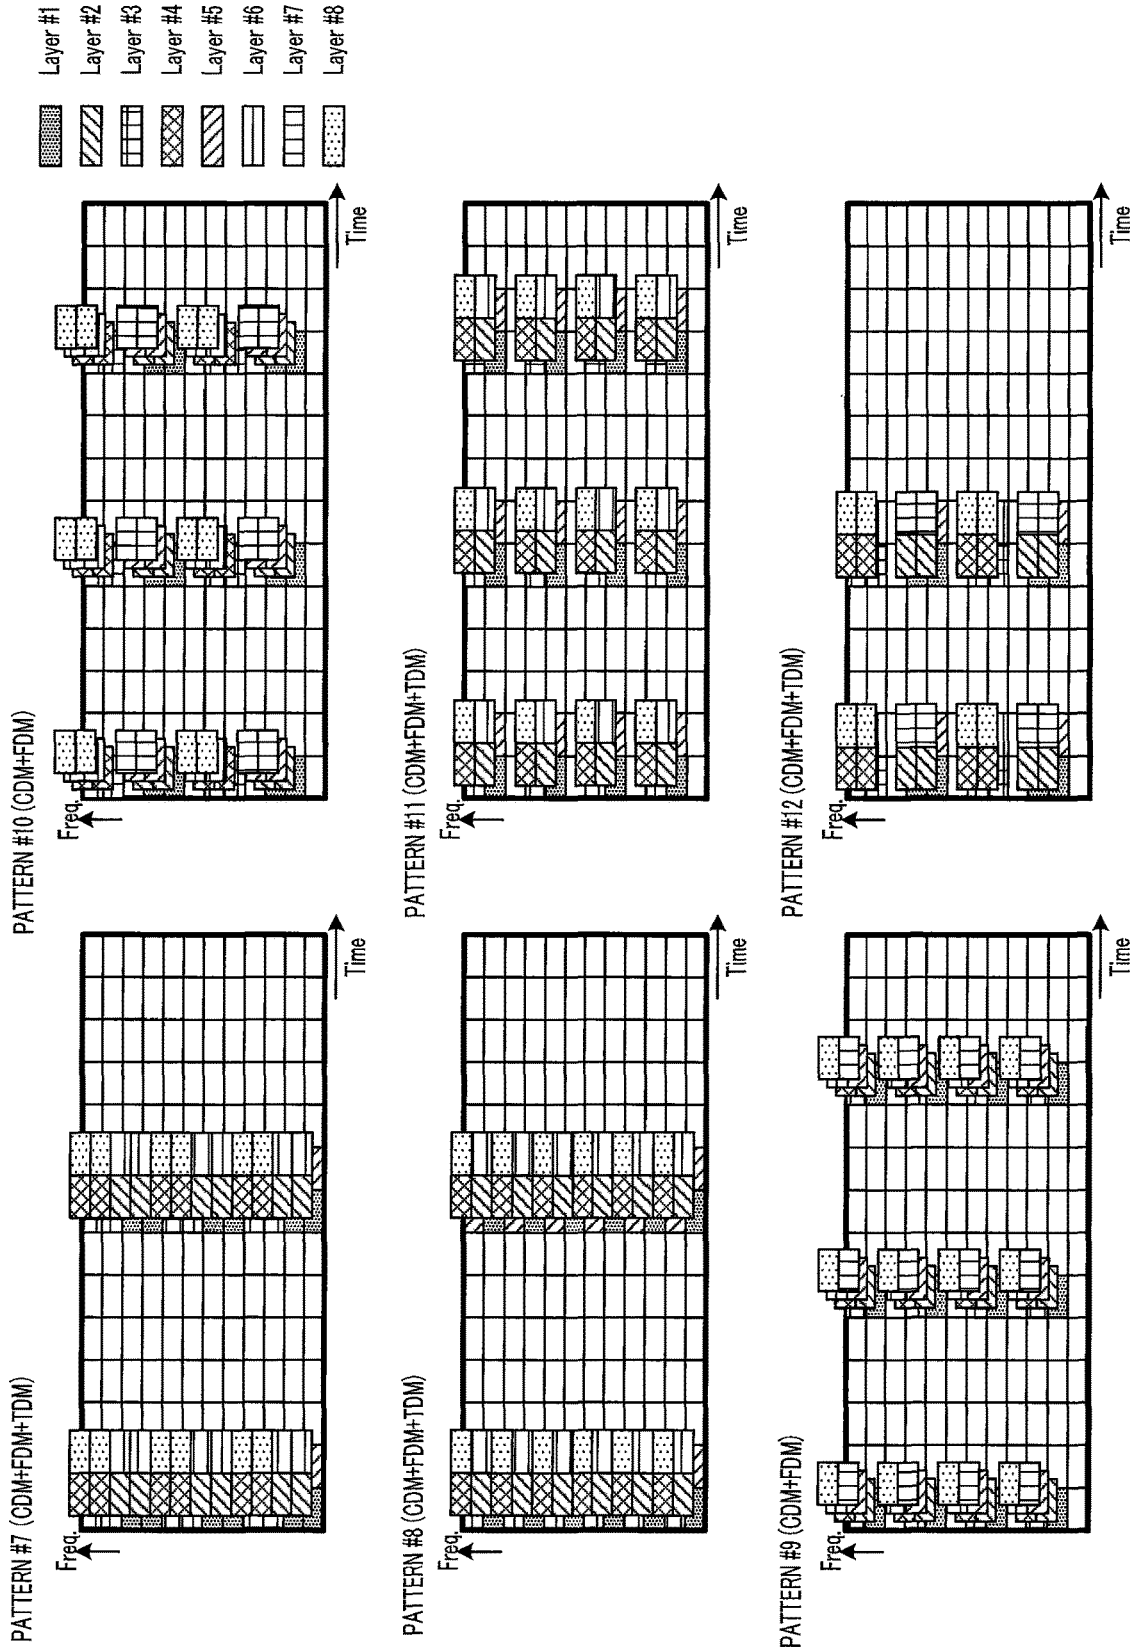 PATTERN #7 (CDM+FDM+TDM)
Freq.
Time
PATTERN #8 (CDM+FDM+TDM)
Freq.
Time
PATTERN #9 (CDM+FDM)
Freq.
Time
PATTERN #10 (CDM+FDM)
Freq.
Time
PATTERN #11 (CDM+FDM+TDM)
Freq.
Time
PATTERN #12 (CDM+FDM+TDM)
Freq.
Time
Layer #1
Layer #2
Layer #3
Layer #4
Layer #5
Layer #6
Layer #7
Layer #8